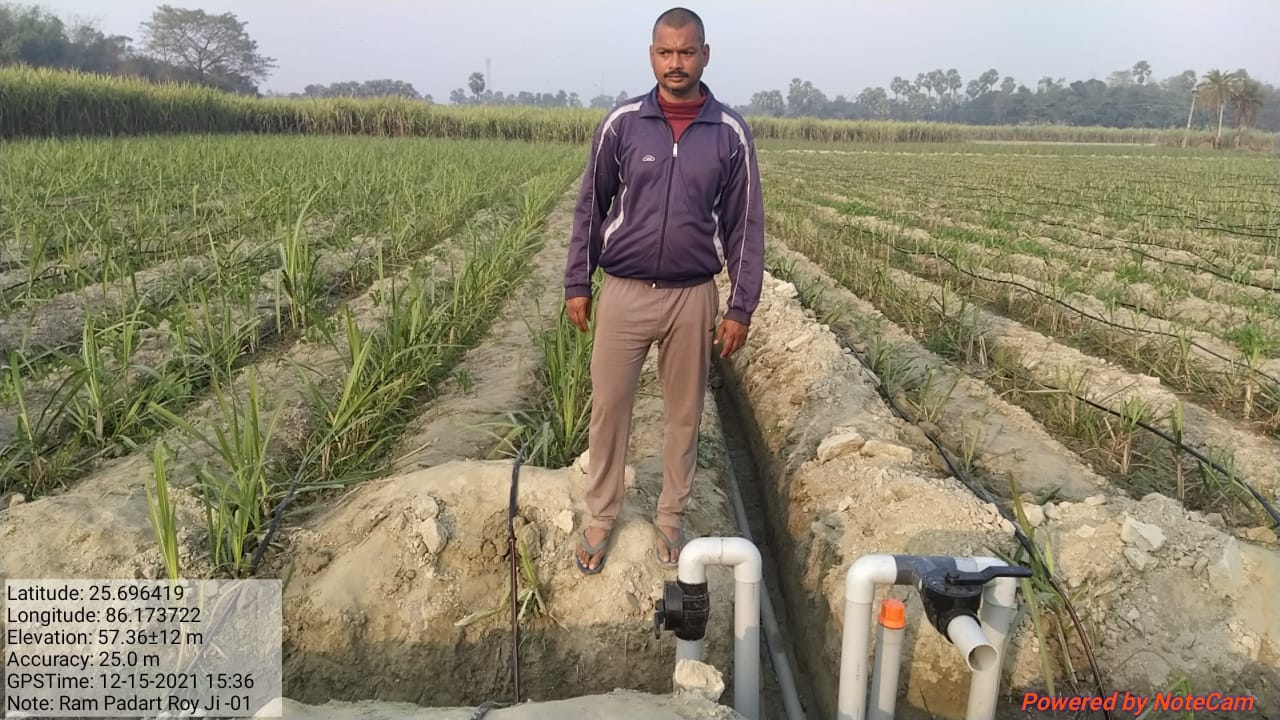 Latitude: 25.696419
Longitude: 86.173722
Elevation: 57.36±12 m
Accuracy: 25.0 m
GPSTime: 12-15-2021 15:36
Note: Ram Padart Roy Ji -01
Powered by NoteCam